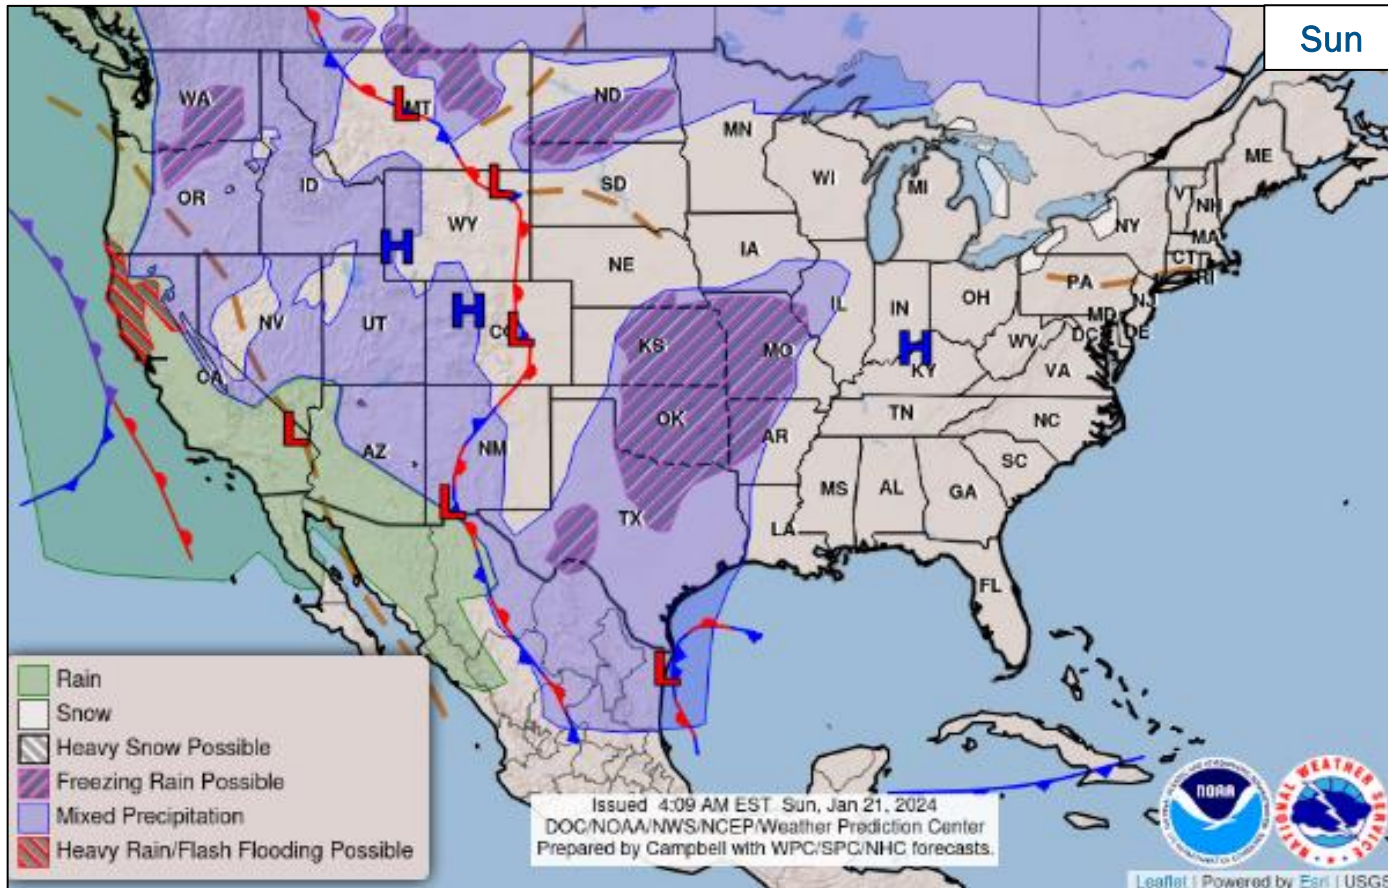 Sun
WA
MT
ND
MN
ME
OR
ID
SD
WI
MI
VT
NH
NY
WY
MA
CT
RI
IA
NE
PA
H
H
NV
UT
CO
IL
IN
OH
NJ
MD
DC
DE
WV
KS
MO
H
KY
VA
CA
OK
TN
NC
AZ
NM
AR
SC
TX
MS
AL
GA
LA
FL
L
L
L
L
L
L
Rain
Snow
Heavy Snow Possible
Freezing Rain Possible
Mixed Precipitation
Heavy Rain/Flash Flooding Possible
Issued 4:09 AM EST Sun, Jan 21, 2024
DOC/NOAA/NWS/NCEP/Weather Prediction Center
Prepared by Campbell with WPC/SPC/NHC forecasts.
NOAA
NATIONAL WEATHER SERVICE
Leaflet | Powered by Esri | USGS